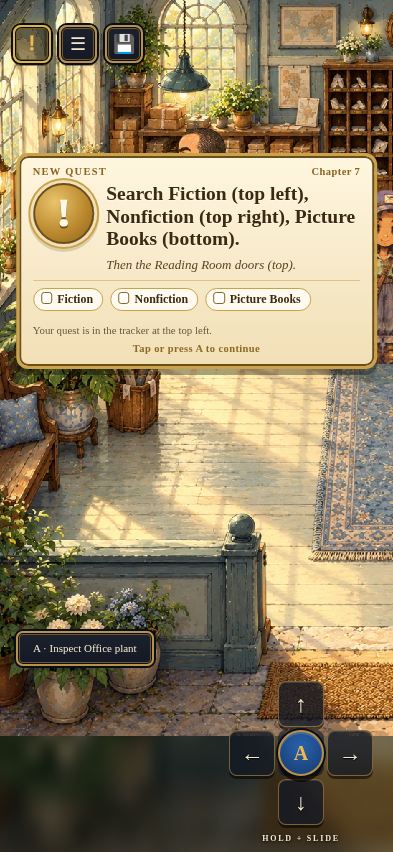 !
☰
💾
NEW QUEST
Chapter 7
!
Search Fiction (top left),
Nonfiction (top right), Picture
Books (bottom).
Then the Reading Room doors (top).
Fiction
Nonfiction
Picture Books
Your quest is in the tracker at the top left.
Tap or press A to continue
A · Inspect Office plant
↑
←
A
→
↓
HOLD + SLIDE